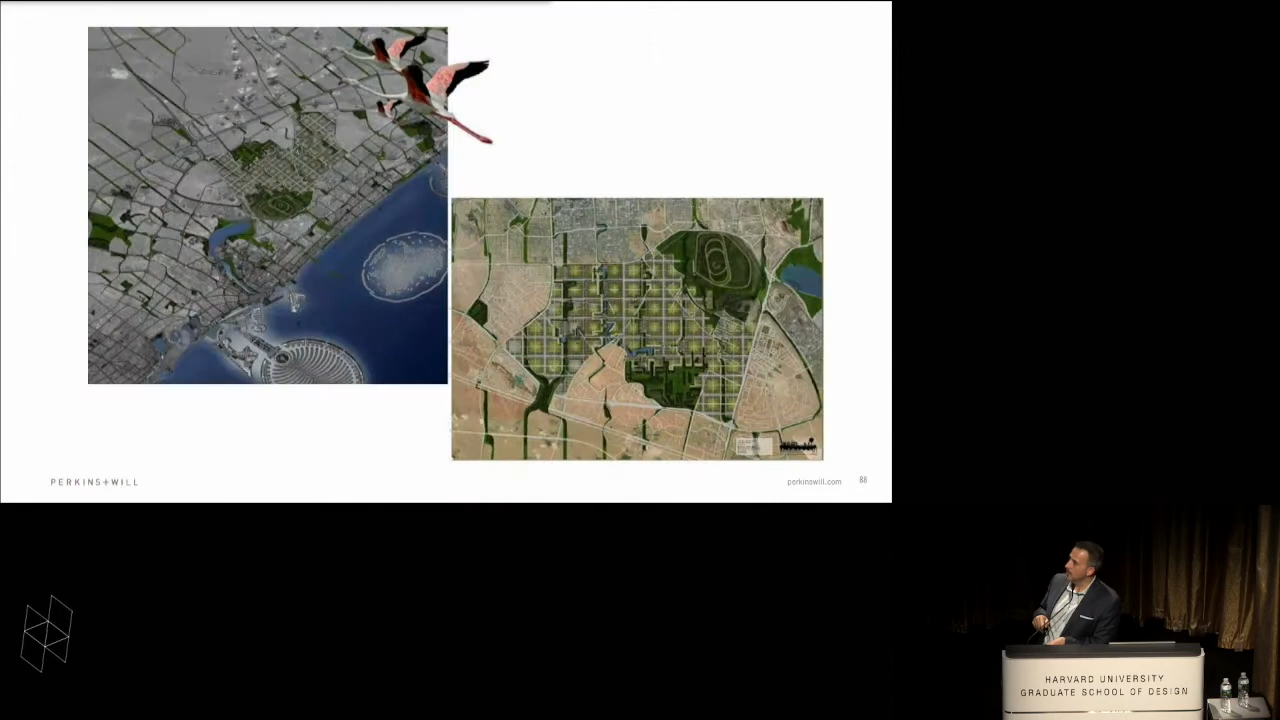 PERKINS+WILL
perkinswill.com
88
HARVARD UNIVERSITY
GRADUATE SCHOOL OF DESIGN